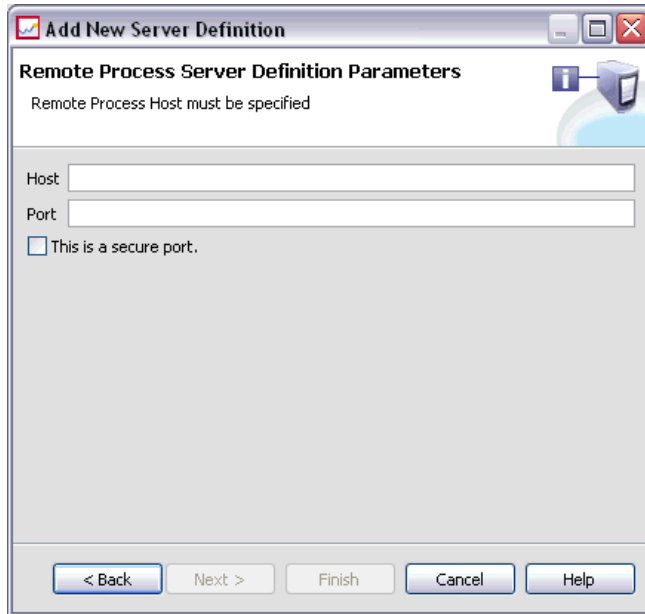 Add New Server Definition
Remote Process Server Definition Parameters
Remote Process Host must be specified
i
Host
Port
This is a secure port.
< Back Next > Finish Cancel Help